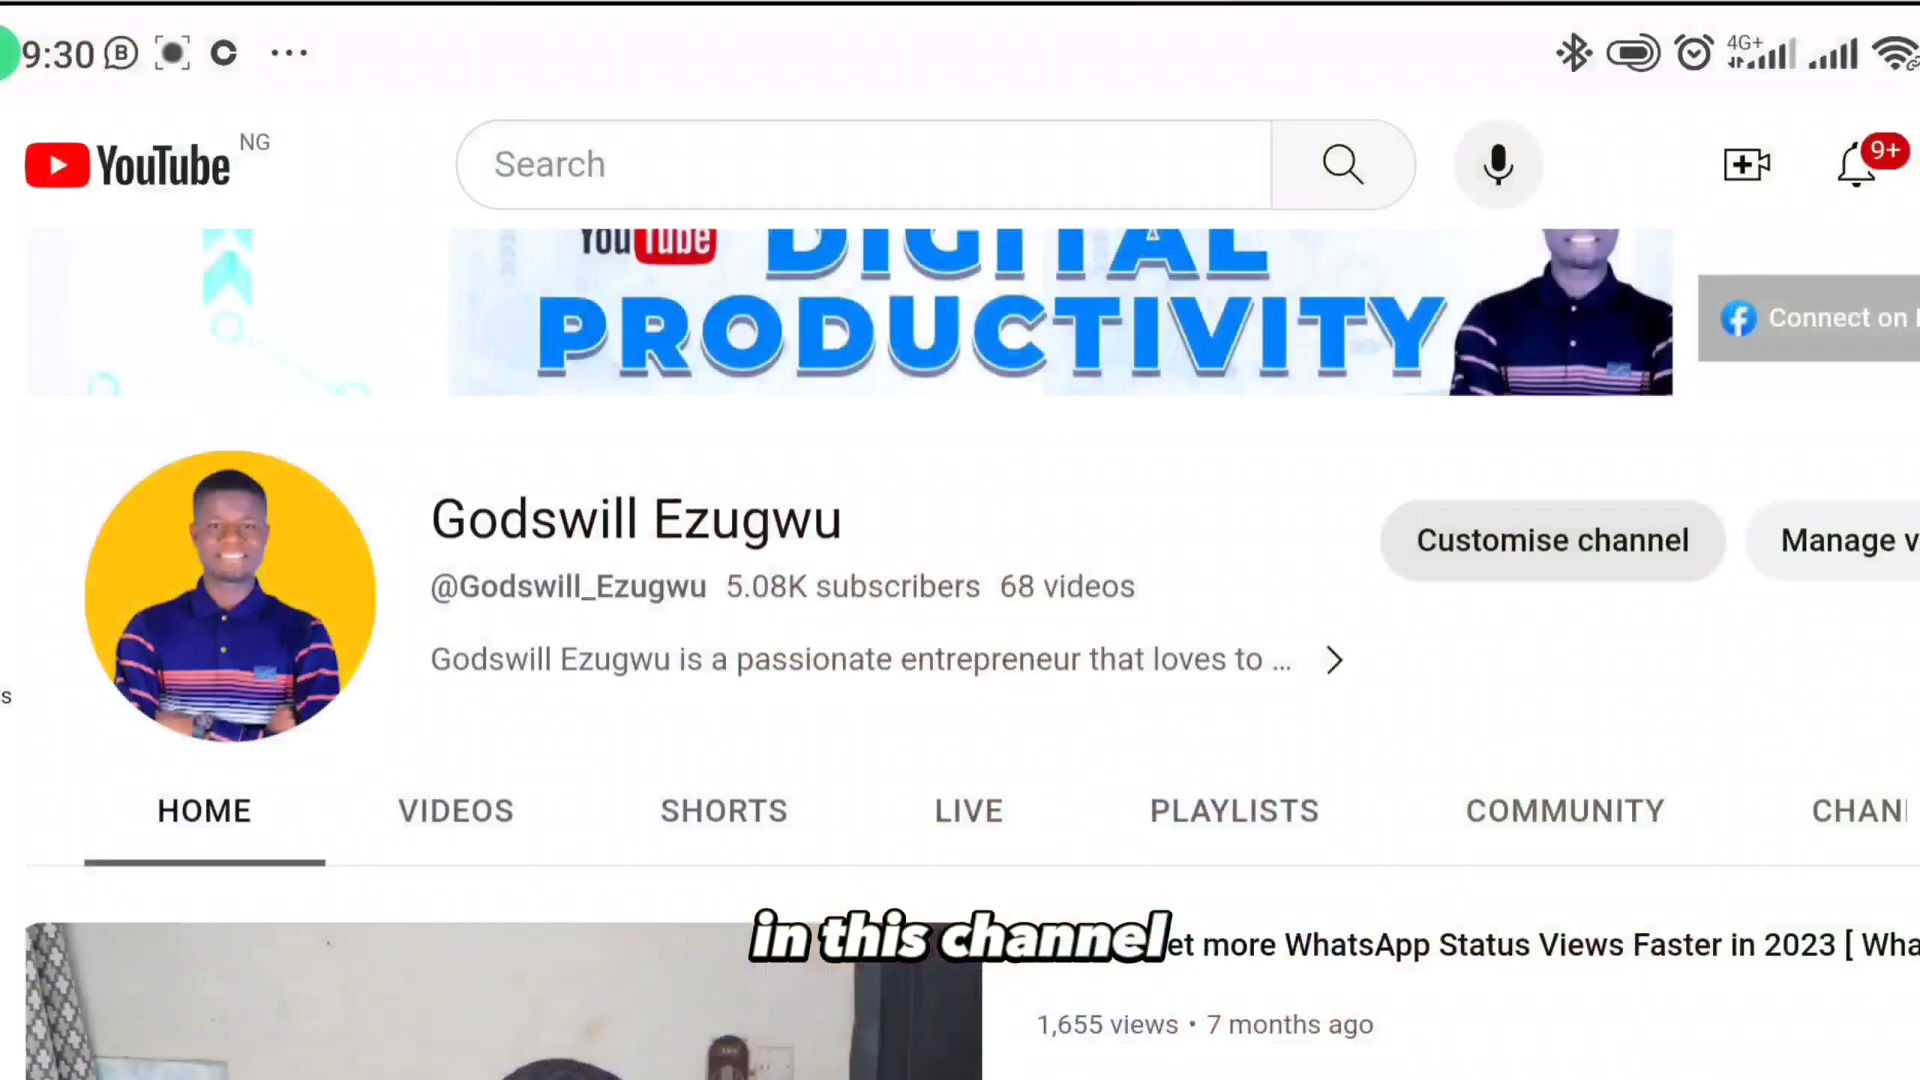 9:30
4G+
YouTube NG
Search
9+
YouTube
DIGITAL
PRODUCTIVITY
Connect on
Godswill Ezugwu
Customise channel
Manage v
@Godswill_Ezugwu 5.08K subscribers 68 videos
Godswill Ezugwu is a passionate entrepreneur that loves to ...
s
HOME VIDEOS SHORTS LIVE PLAYLISTS COMMUNITY CHAN
in this channel
et more WhatsApp Status Views Faster in 2023 [ Wha
1,655 views • 7 months ago